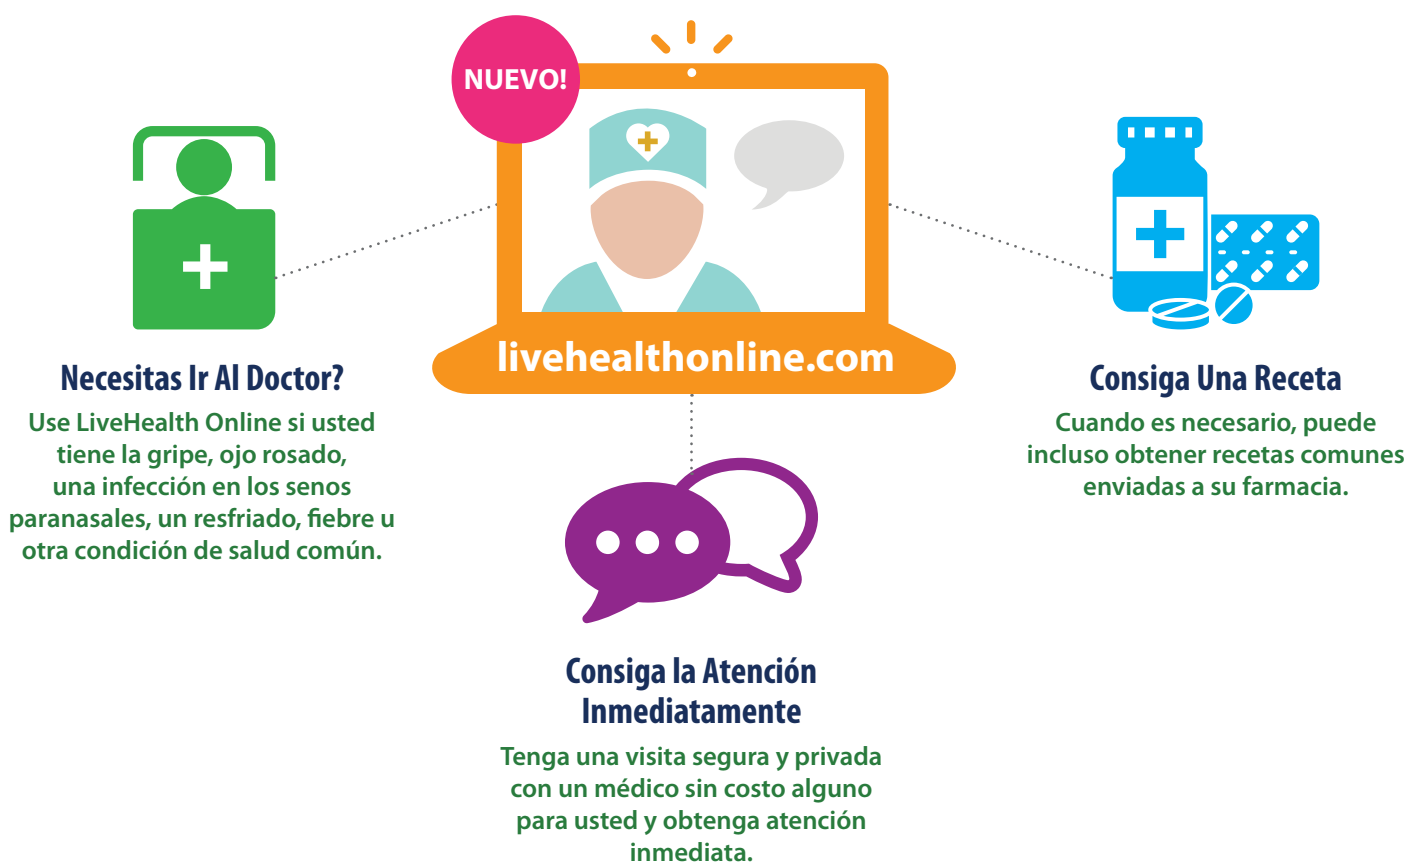 NUEVO!
livehealthonline.com
Necesitas Ir Al Doctor?
Use LiveHealth Online si usted
tiene la gripe, ojo rosado,
una infección en los senos
paranasales, un resfriado, fiebre u
otra condición de salud común.
Consiga la Atención
Inmediatamente
Tenga una visita segura y privada
con un médico sin costo alguno
para usted y obtenga atención
inmediata.
Consiga Una Receta
Cuando es necesario, puede
incluso obtener recetas comunes
enviadas a su farmacia.